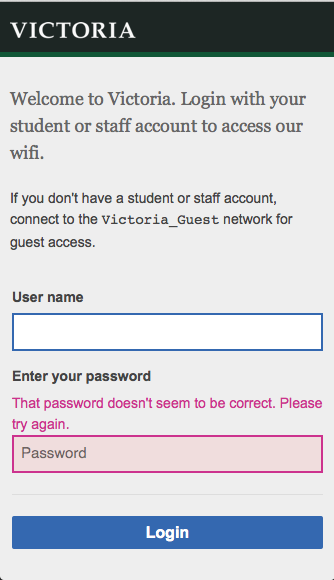 VICTORIA
Welcome to Victoria. Login with your
student or staff account to access our
wifi.
If you don't have a student or staff account,
connect to the Victoria_Guest network for
guest access.
User name
Enter your password
That password doesn't seem to be correct. Please
try again.
Password
Login